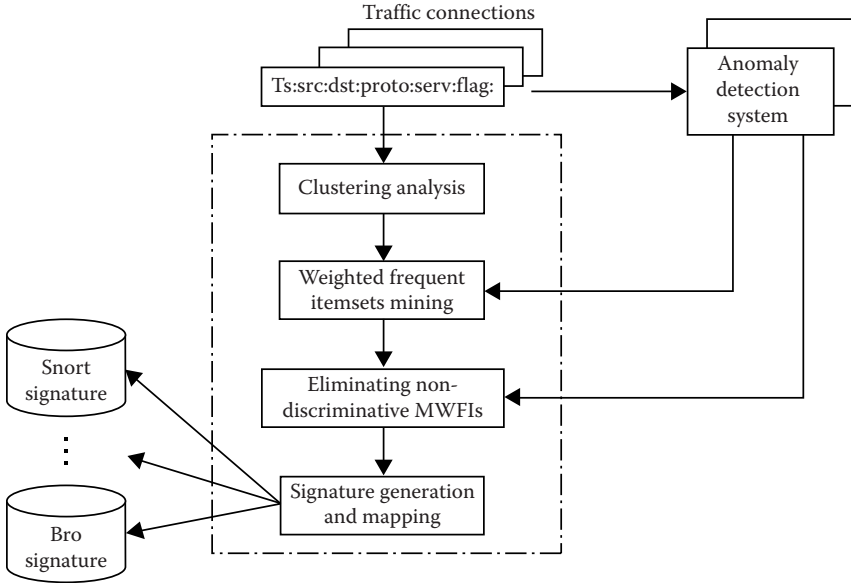 Traffic connections
Ts:src:dst:proto:serv:flag:
Anomaly
detection
system
Clustering analysis
Weighted frequent
itemsets mining
Eliminating non-
discriminative MWFIs
Signature generation
and mapping
Snort
signature
Bro
signature